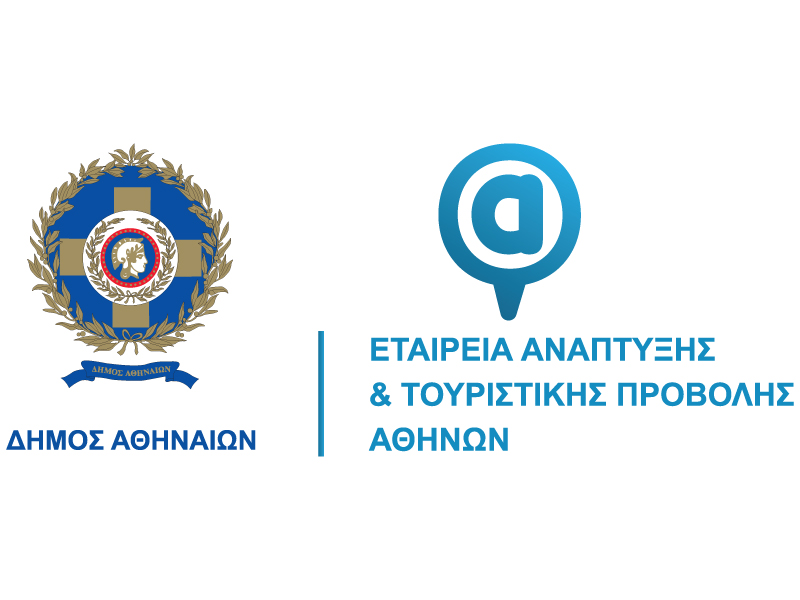 ΔΗΜΟΣ ΑΘΗΝΑΙΩΝ
ΔΗΜΟΣ ΑΘΗΝΑΙΩΝ
a
ΕΤΑΙΡΕΙΑ ΑΝΑΠΤΥΞΗΣ
& ΤΟΥΡΙΣΤΙΚΗΣ ΠΡΟΒΟΛΗΣ
ΑΘΗΝΩΝ